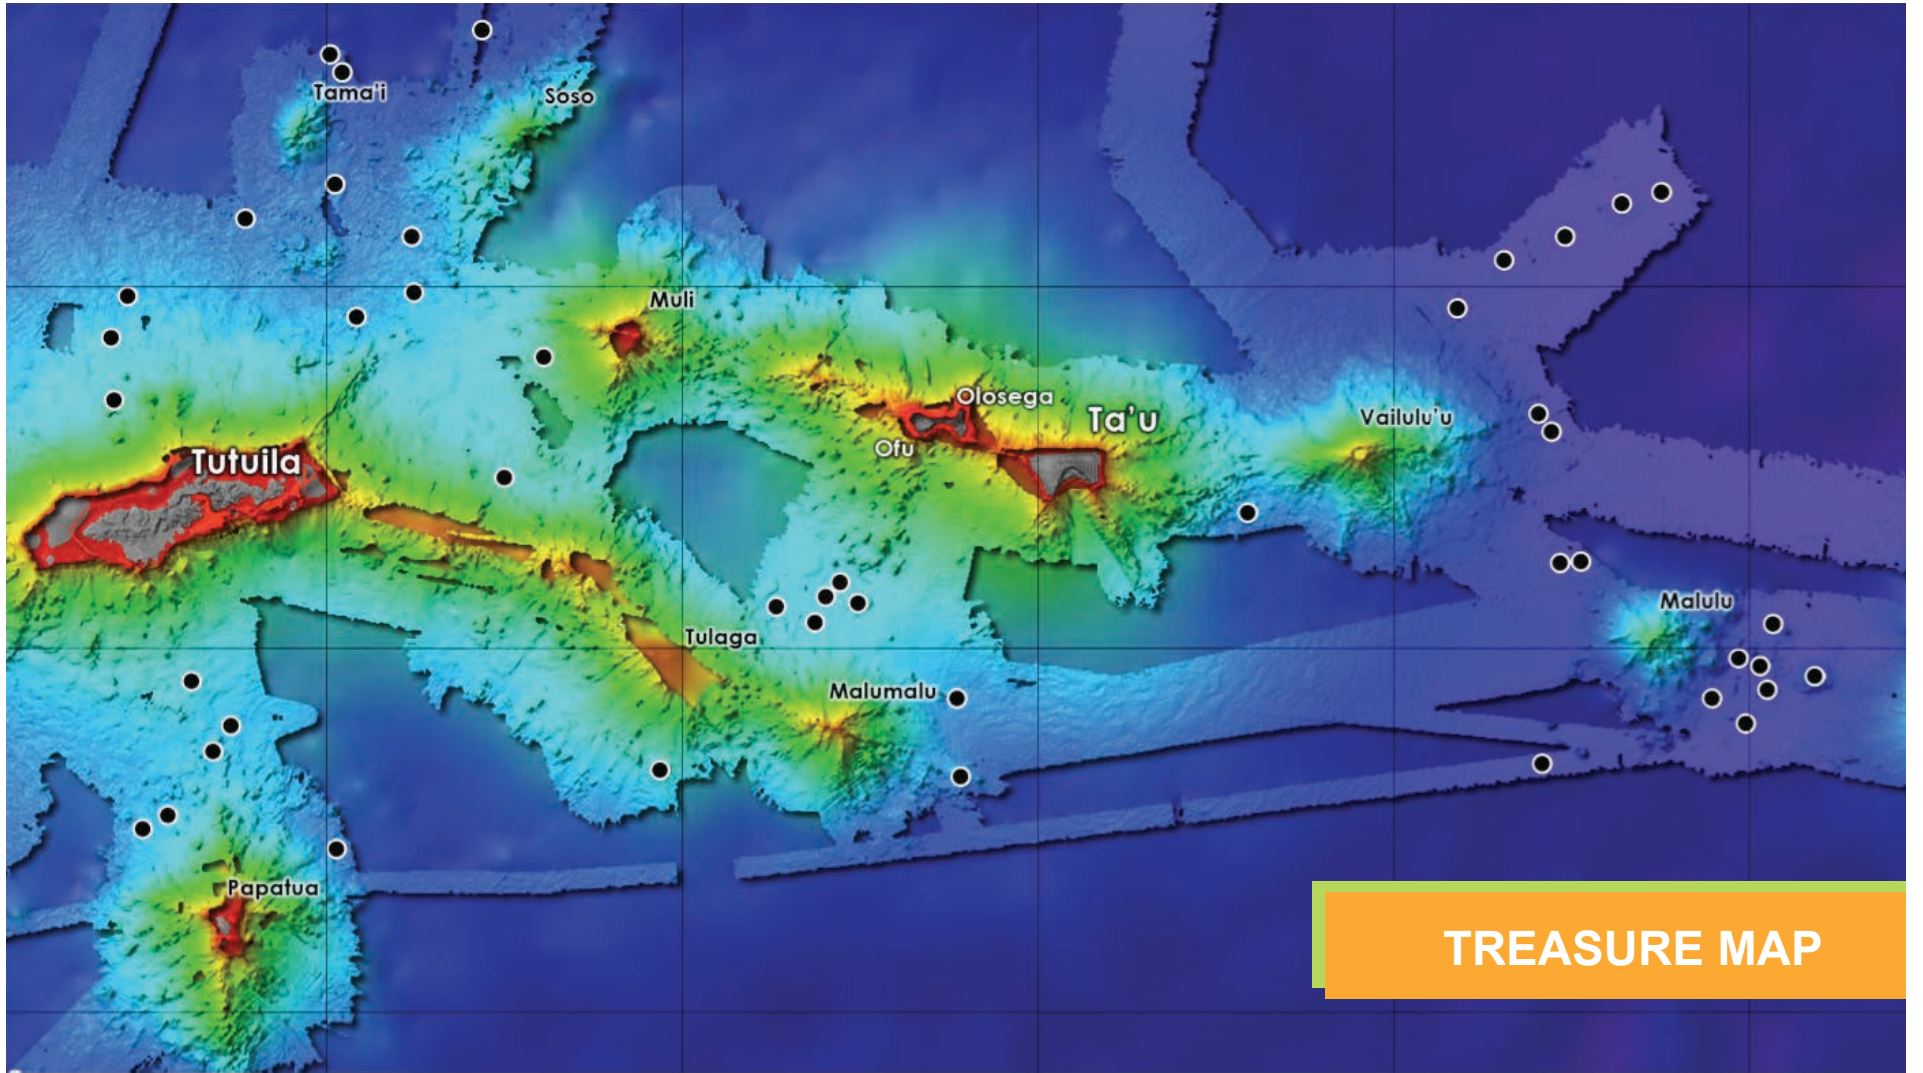 Tama'i
Soso
Muli
Olosega
Ta'u
Vailulu'u
Ofu
Tutuila
Malulu
Tulaga
Malumalu
Papatua
TREASURE MAP